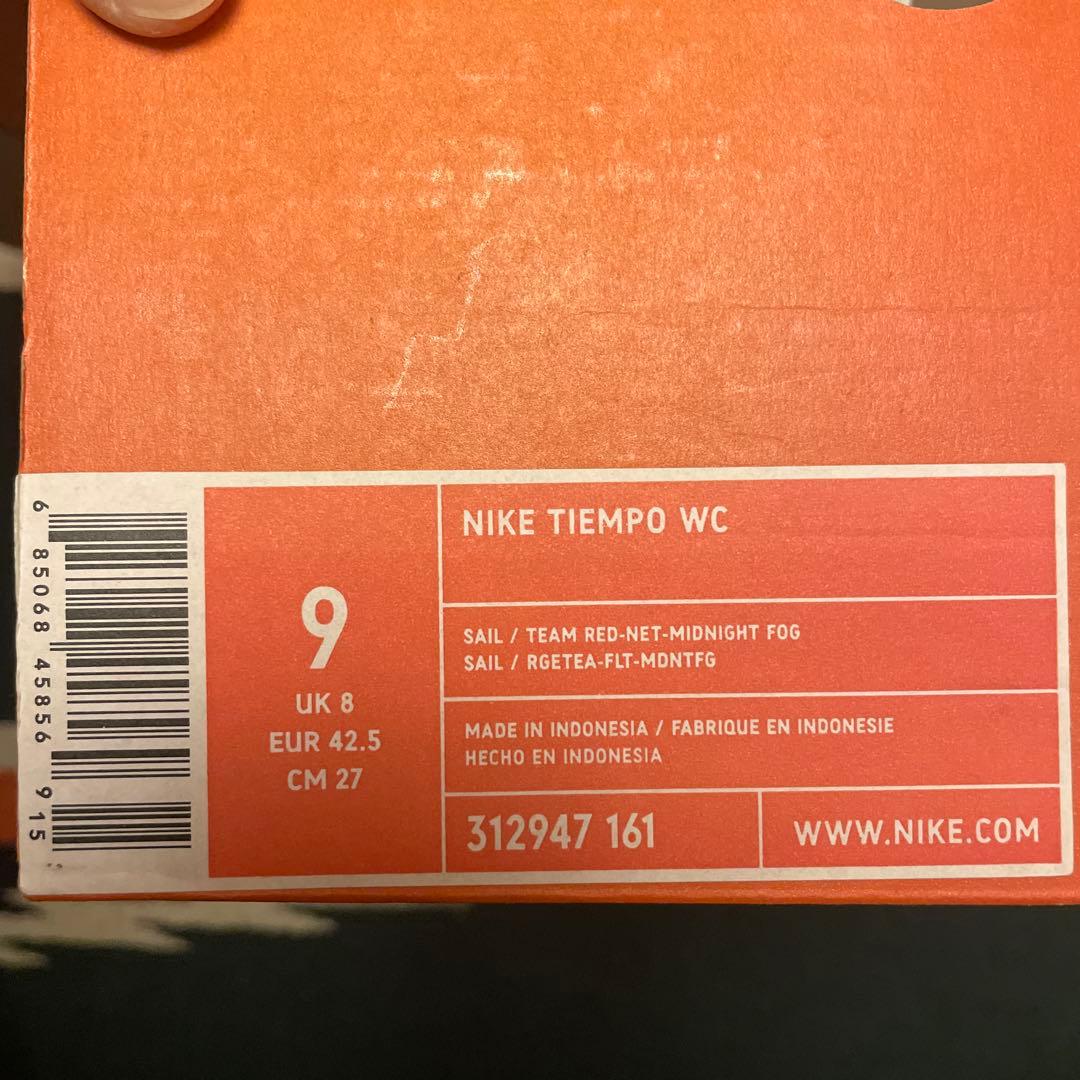 6 85068 45856 9 15
9
UK 8
EUR 42.5
CM 27
NIKE TIEMPO WC
SAIL / TEAM RED-NET-MIDNIGHT FOG
SAIL / RGETEA-FLT-MDNTFG
MADE IN INDONESIA / FABRIQUE EN INDONESIE
HECHO EN INDONESIA
312947 161
WWW.NIKE.COM